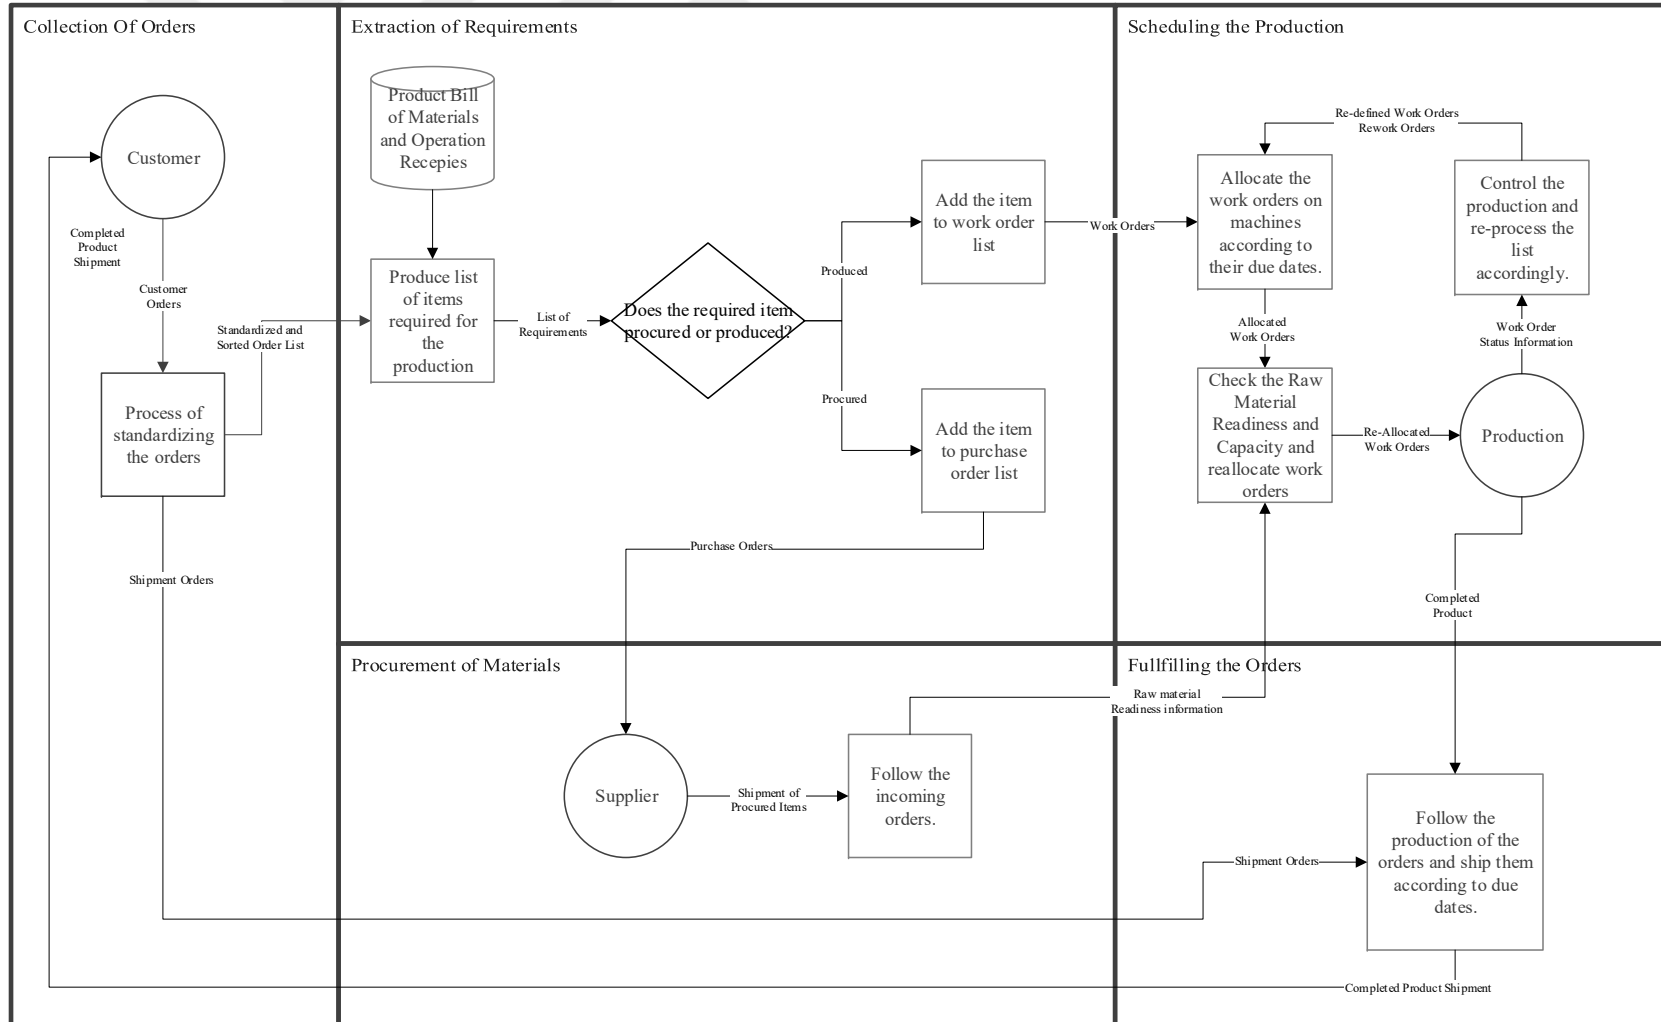 Collection Of Orders
Customer
Completed
Product
Shipment
Customer
Orders
Standardized and
Sorted Order List
Process of
standardizing
the orders
Shipment Orders
Extraction of Requirements
Product Bill
of Materials
and Operation
Recepies
Produce list
of items
required for
the
production
List of
Requirements
Does the required item
procured or produced?
Produced
Procured
Add the item
to work order
list
Add the item
to purchase
order list
Work Orders
Purchase Orders
Scheduling the Production
Re-defined Work Orders
Rework Orders
Allocate the
work orders on
machines
according to
their due dates.
Control the
production and
re-process the
list
accordingly.
Allocated
Work Orders
Work Order
Status Information
Check the Raw
Material
Readiness and
Capacity and
reallocate work
orders
Re-Allocated
Work Orders
Production
Completed
Product
Procurement of Materials
Supplier
Shipment of
Procured Items
Follow the
incoming
orders.
Raw material
Readiness information
Fullfilling the Orders
Shipment Orders
Follow the
production of the
orders and ship them
according to due
dates.
Completed Product Shipment